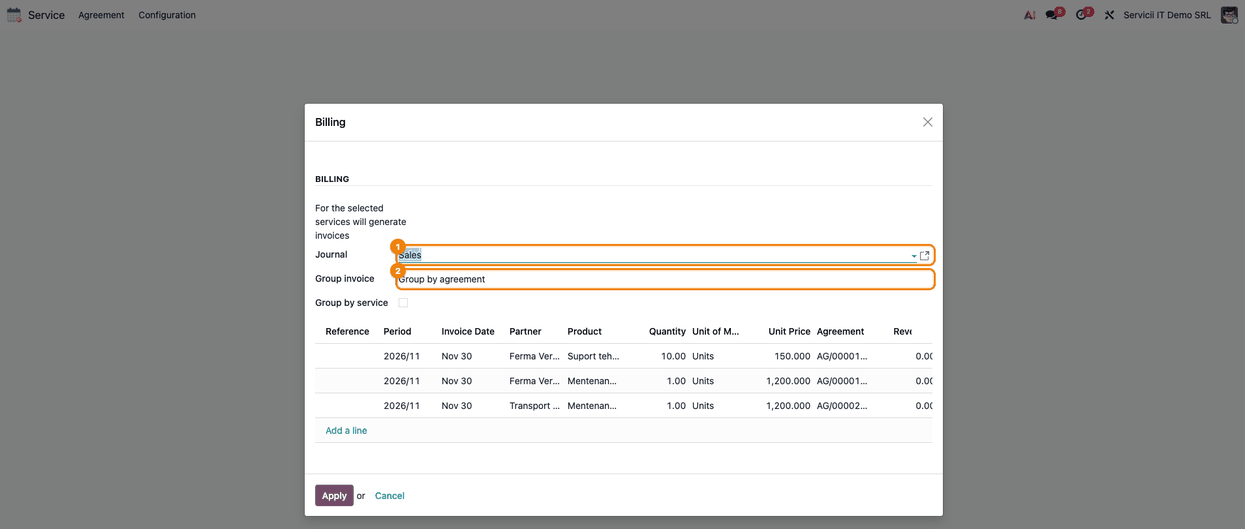 Service Agreement Configuration AI 8 2 Servicii IT Demo SRL
Billing
BILLING
For the selected
services will generate
invoices
1
Journal Sales
2
Group invoice Group by agreement
Group by service
Reference Period Invoice Date Partner Product Quantity Unit of M... Unit Price Agreement Reve
2026/11 Nov 30 Ferma Ver... Suport teh... 10.00 Units 150.000 AG/00001... 0.00
2026/11 Nov 30 Ferma Ver... Mentenan... 1.00 Units 1,200.000 AG/00001... 0.00
2026/11 Nov 30 Transport ... Mentenan... 1.00 Units 1,200.000 AG/00002... 0.00
Add a line
Apply or Cancel